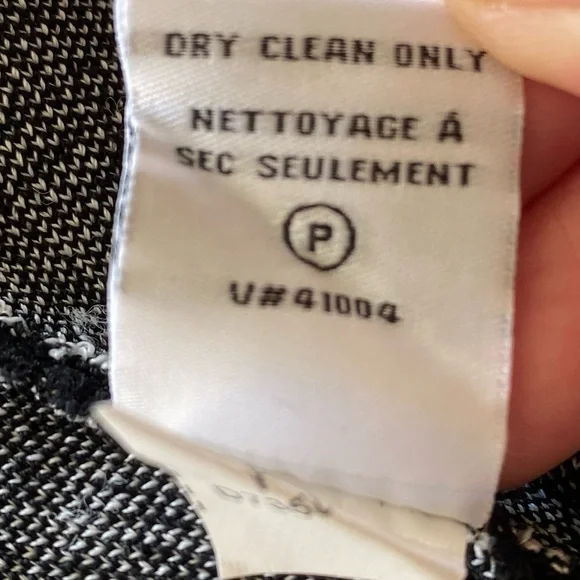 DRY CLEAN ONLY
NETTOYAGE Á
SEC SEULEMENT
P
V#41004